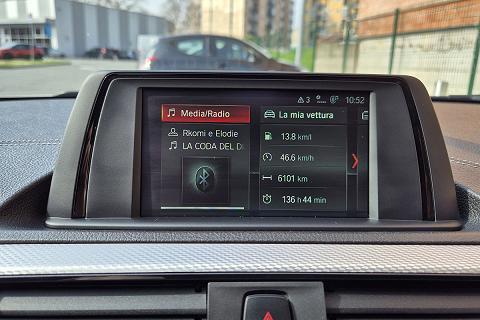 3
10:52
Media/Radio
Rkomi e Elodie
LA CODA DEL D
La mia vettura
13.8 km/l
46.6 km/h
6101 km
136 h 44 min